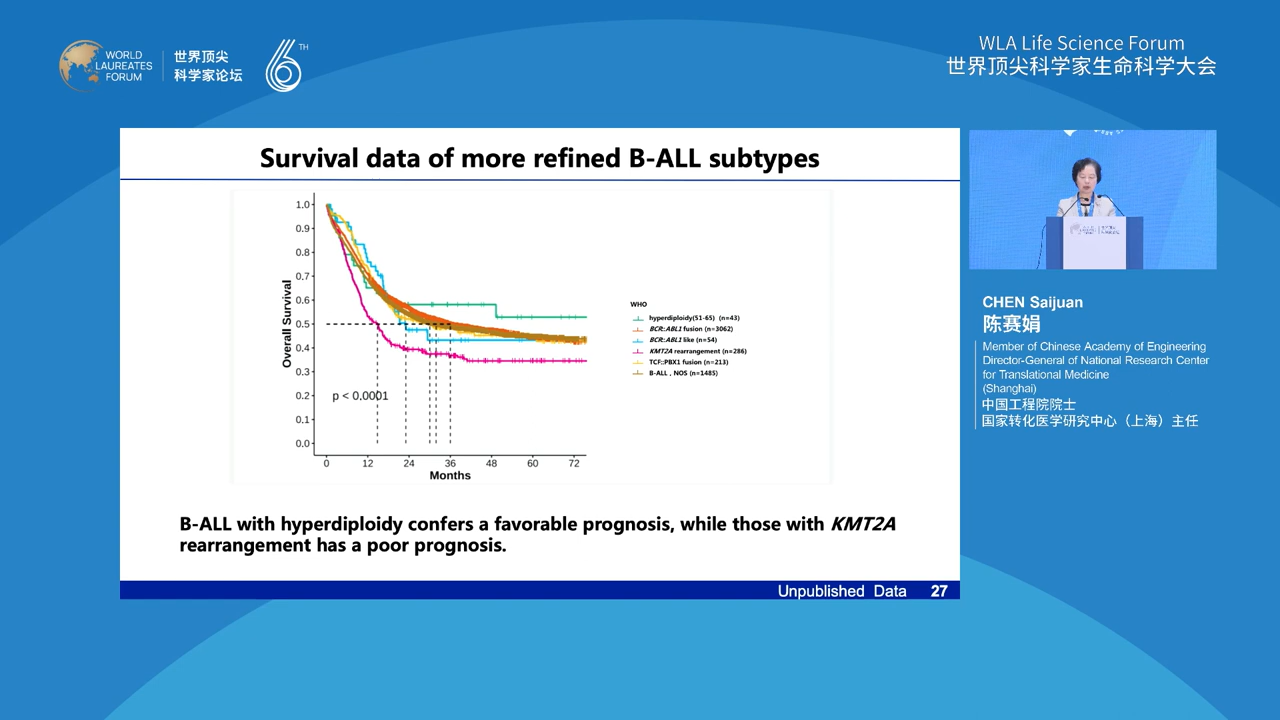 WORLD
LAUREATES
FORUM
世界顶尖
科学家论坛
6TH
WLA Life Science Forum
世界顶尖科学家生命科学大会
Survival data of more refined B-ALL subtypes
1.0
0.9
0.8
0.7
0.6
0.5
0.4
0.3
0.2
0.1
0.0
Overall Survival
p < 0.0001
0 12 24 36 48 60 72
Months
WHO
hyperdiploidy(51-65) (n=43)
BCR::ABL1 fusion (n=3062)
BCR::ABL1 like (n=54)
KMT2A rearrangement (n=286)
TCF::PBX1 fusion (n=213)
B-ALL , NOS (n=1485)
B-ALL with hyperdiploidy confers a favorable prognosis, while those with KMT2A
rearrangement has a poor prognosis.
Unpublished Data 27
CHEN Saijuan
陈赛娟
Member of Chinese Academy of Engineering
Director-General of National Research Center
for Translational Medicine
(Shanghai)
中国工程院院士
国家转化医学研究中心（上海）主任